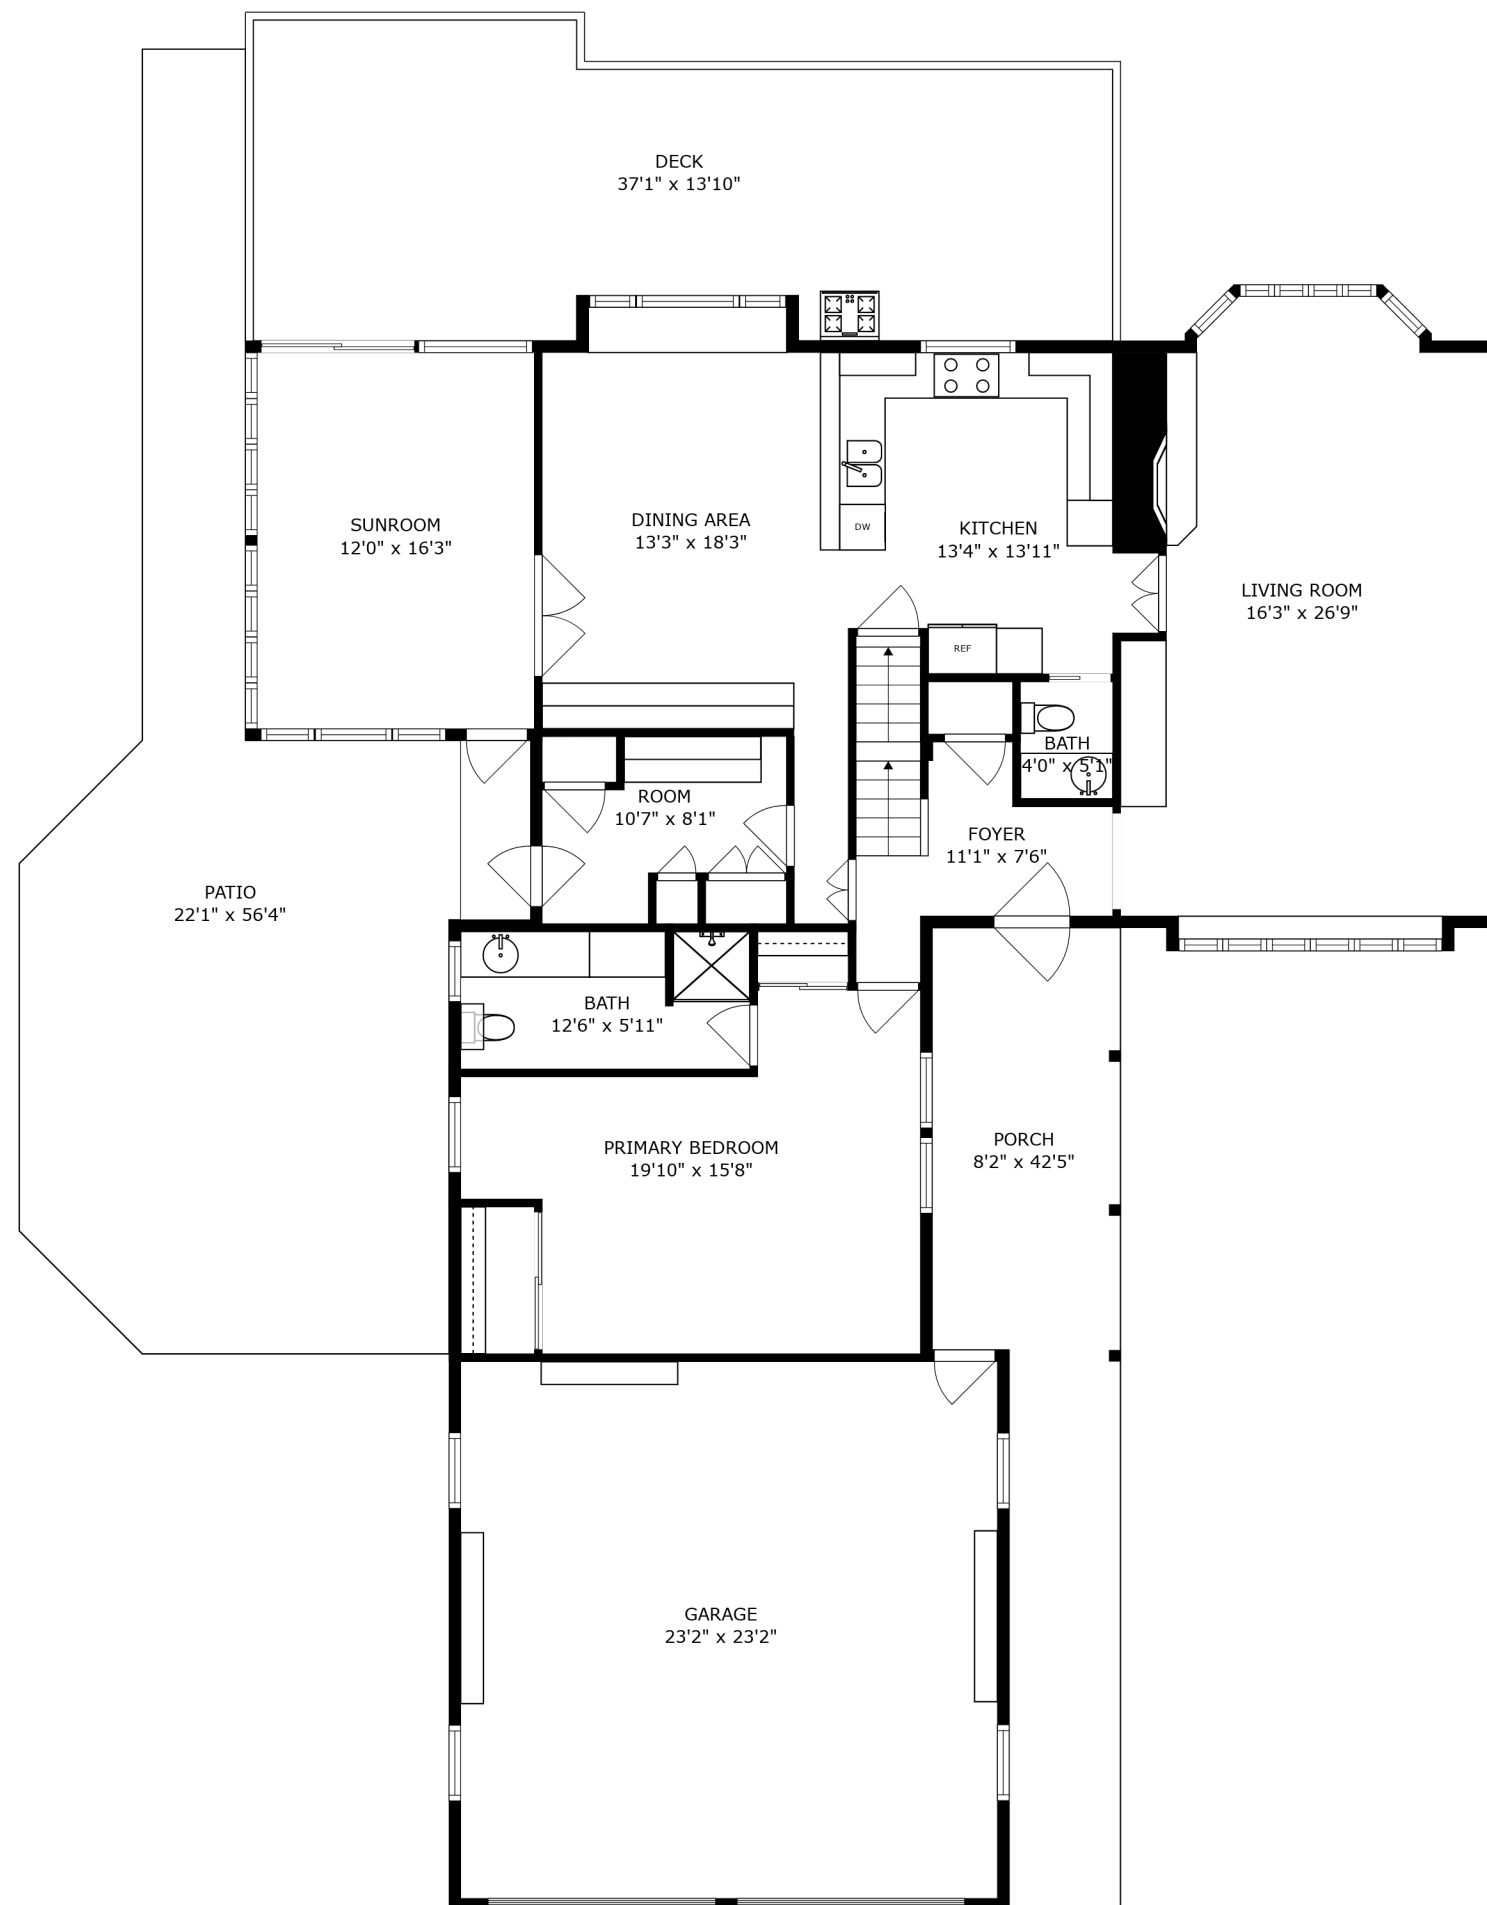 DECK
37'1" x 13'10"
SUNROOM
12'0" x 16'3"
DINING AREA
13'3" x 18'3"
DW
KITCHEN
13'4" x 13'11"
LIVING ROOM
16'3" x 26'9"
REF
BATH
4'0" x 5'1"
ROOM
10'7" x 8'1"
FOYER
11'1" x 7'6"
PATIO
22'1" x 56'4"
BATH
12'6" x 5'11"
PRIMARY BEDROOM
19'10" x 15'8"
PORCH
8'2" x 42'5"
GARAGE
23'2" x 23'2"